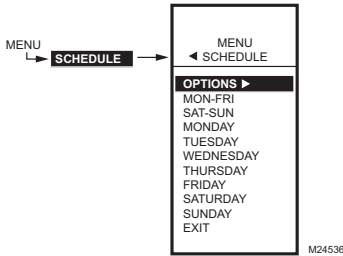 MENU
SCHEDULE
MENU
◄ SCHEDULE
OPTIONS ►
MON-FRI
SAT-SUN
MONDAY
TUESDAY
WEDNESDAY
THURSDAY
FRIDAY
SATURDAY
SUNDAY
EXIT
M24536